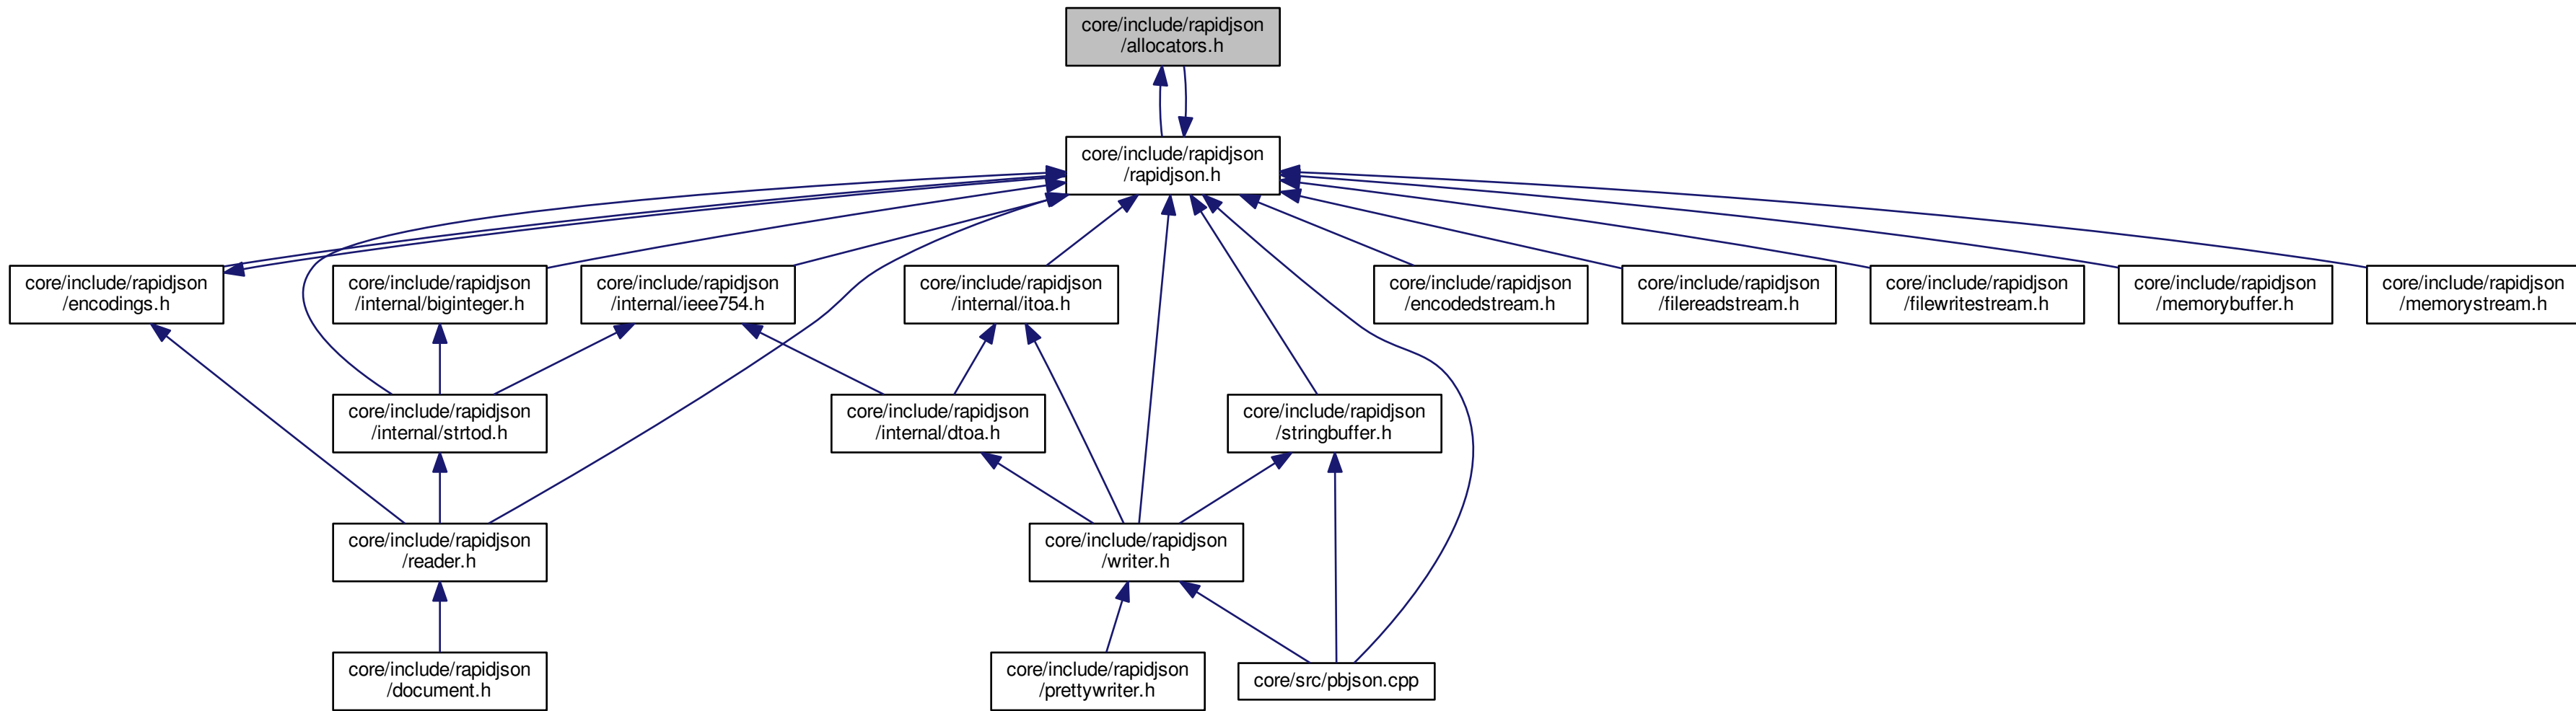 core/include/rapidjson
/allocators.h
core/include/rapidjson
/rapidjson.h
core/include/rapidjson
/encodings.h
core/include/rapidjson
/internal/biginteger.h
core/include/rapidjson
/internal/ieee754.h
core/include/rapidjson
/internal/itoa.h
core/include/rapidjson
/encodedstream.h
core/include/rapidjson
/filereadstream.h
core/include/rapidjson
/filewritestream.h
core/include/rapidjson
/memorybuffer.h
core/include/rapidjson
/memorystream.h
core/include/rapidjson
/internal/strtod.h
core/include/rapidjson
/internal/dtoa.h
core/include/rapidjson
/stringbuffer.h
core/include/rapidjson
/reader.h
core/include/rapidjson
/writer.h
core/include/rapidjson
/document.h
core/include/rapidjson
/prettywriter.h
core/src/pbjson.cpp